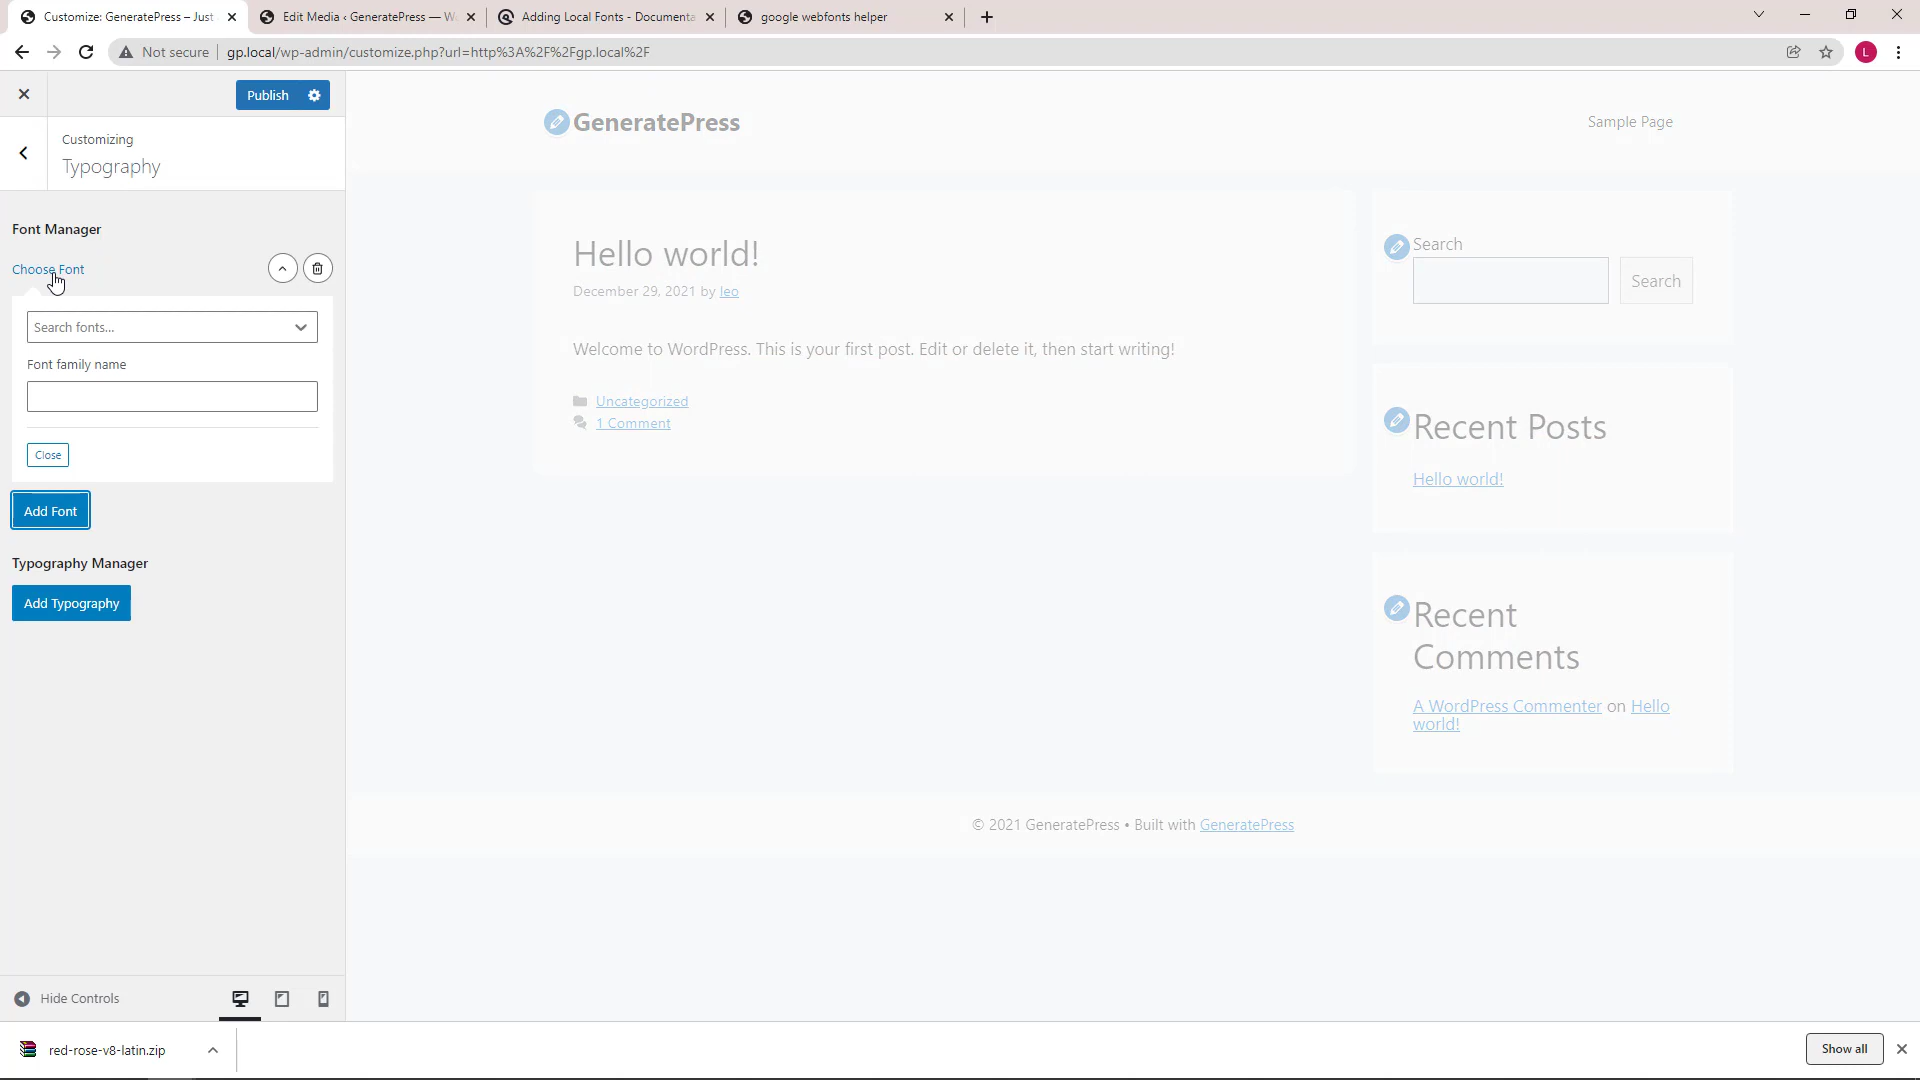 Customize: GeneratePress – Just
Edit Media ‹ GeneratePress — W
Adding Local Fonts - Documenta
google webfonts helper
Not secure
gp.local/wp-admin/customize.php?url=http%3A%2F%2Fgp.local%2F
L
Publish
Customizing
Typography
Font Manager
Choose Font
Search fonts...
Font family name
Close
Add Font
Typography Manager
Add Typography
Hide Controls
GeneratePress
Sample Page
Hello world!
December 29, 2021 by leo
Welcome to WordPress. This is your first post. Edit or delete it, then start writing!
Uncategorized
1 Comment
Search
Search
Recent Posts
Hello world!
Recent
Comments
A WordPress Commenter on Hello
world!
© 2021 GeneratePress • Built with GeneratePress
red-rose-v8-latin.zip
Show all